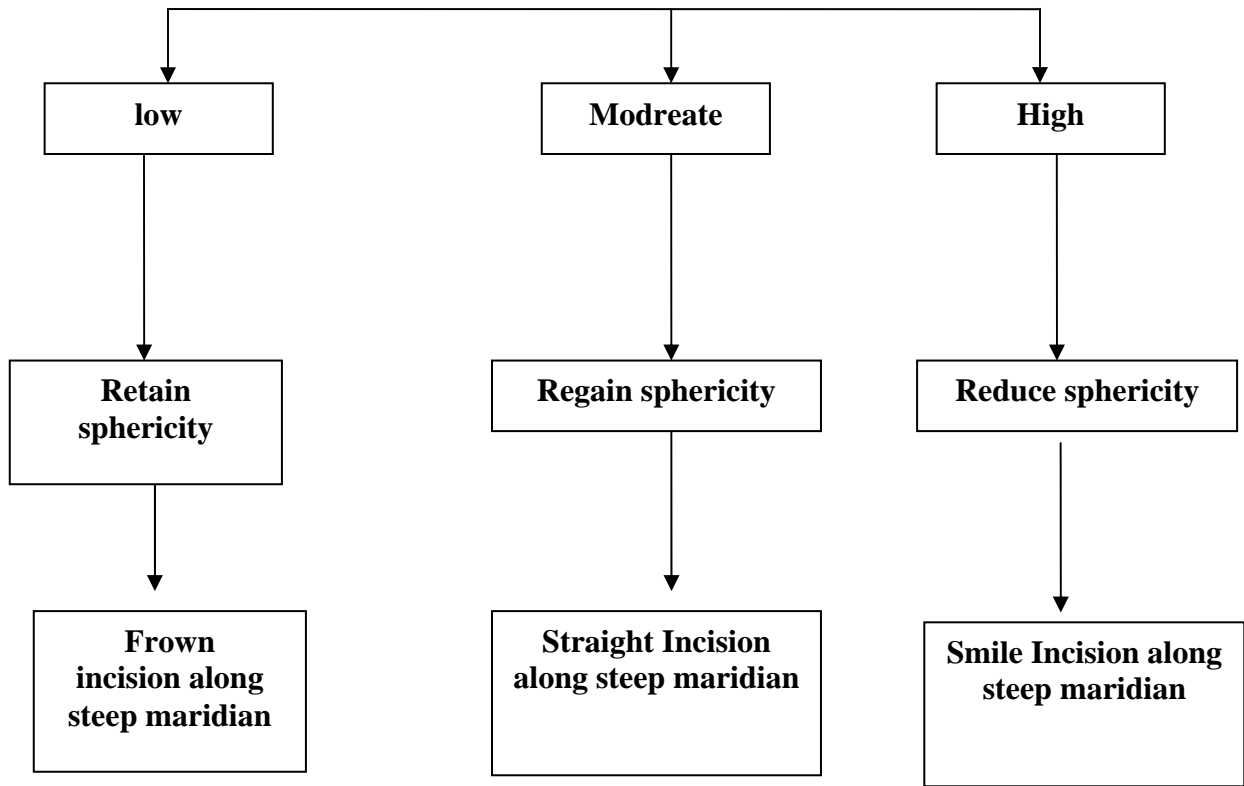 low
Modreate
High
Retain
sphericity
Regain sphericity
Reduce sphericity
Frown
incision along
steep maridian
Straight Incision
along steep maridian
Smile Incision along
steep maridian